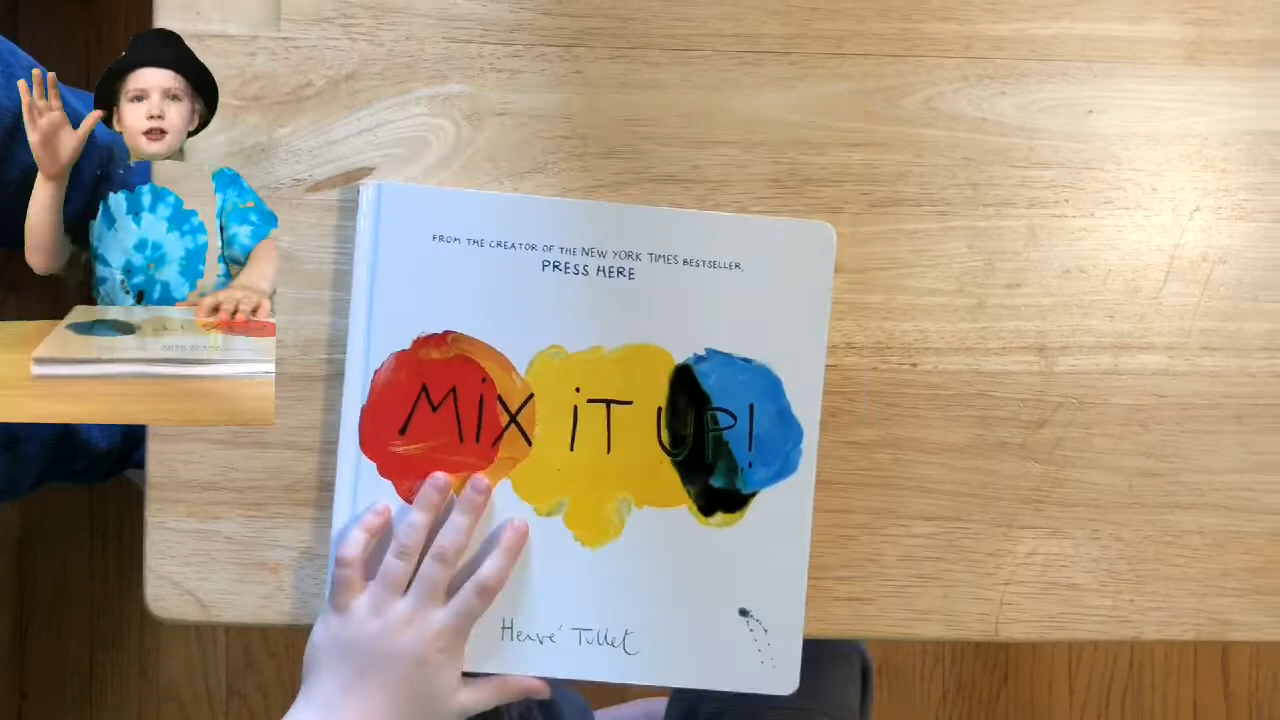 FROM THE CREATOR OF THE NEW YORK TIMES BESTSELLER,
PRESS HERE
MiX iT UP!
Hervé Tullet